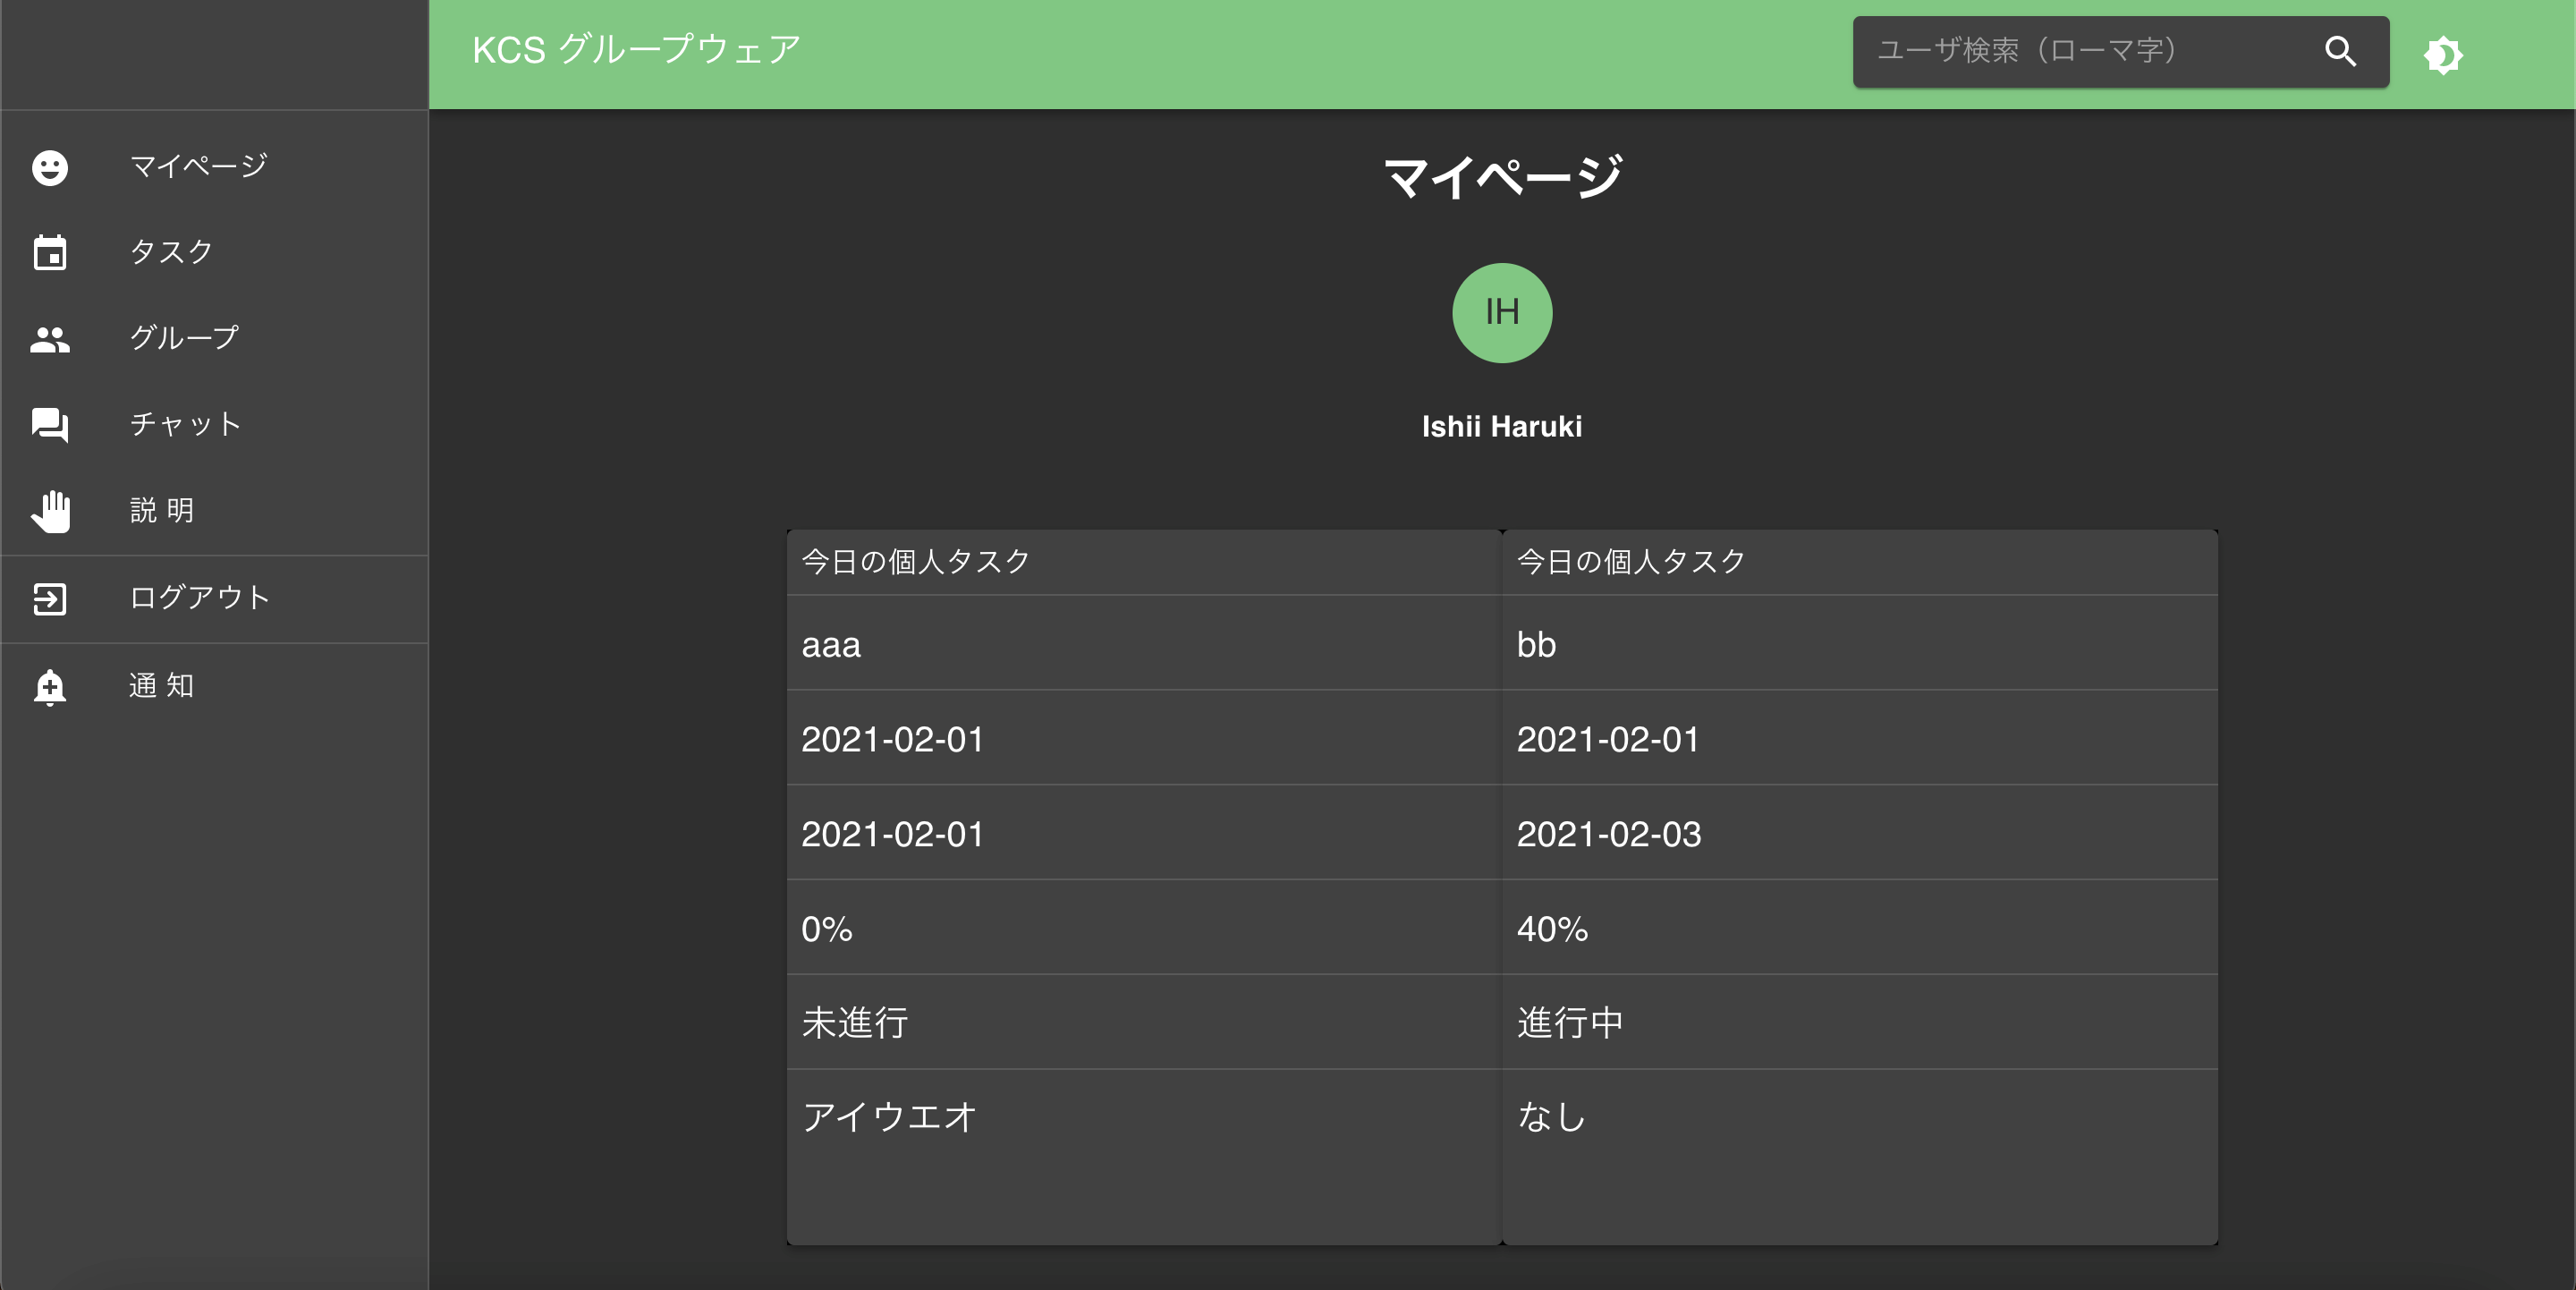 KCS グループウェア
ユーザ検索（ローマ字）
マイページ
タスク
グループ
チャット
説 明
ログアウト
通 知
マイページ
IH
Ishii Haruki
今日の個人タスク
aaa
2021-02-01
2021-02-01
0%
未進行
アイウエオ
今日の個人タスク
bb
2021-02-01
2021-02-03
40%
進行中
なし